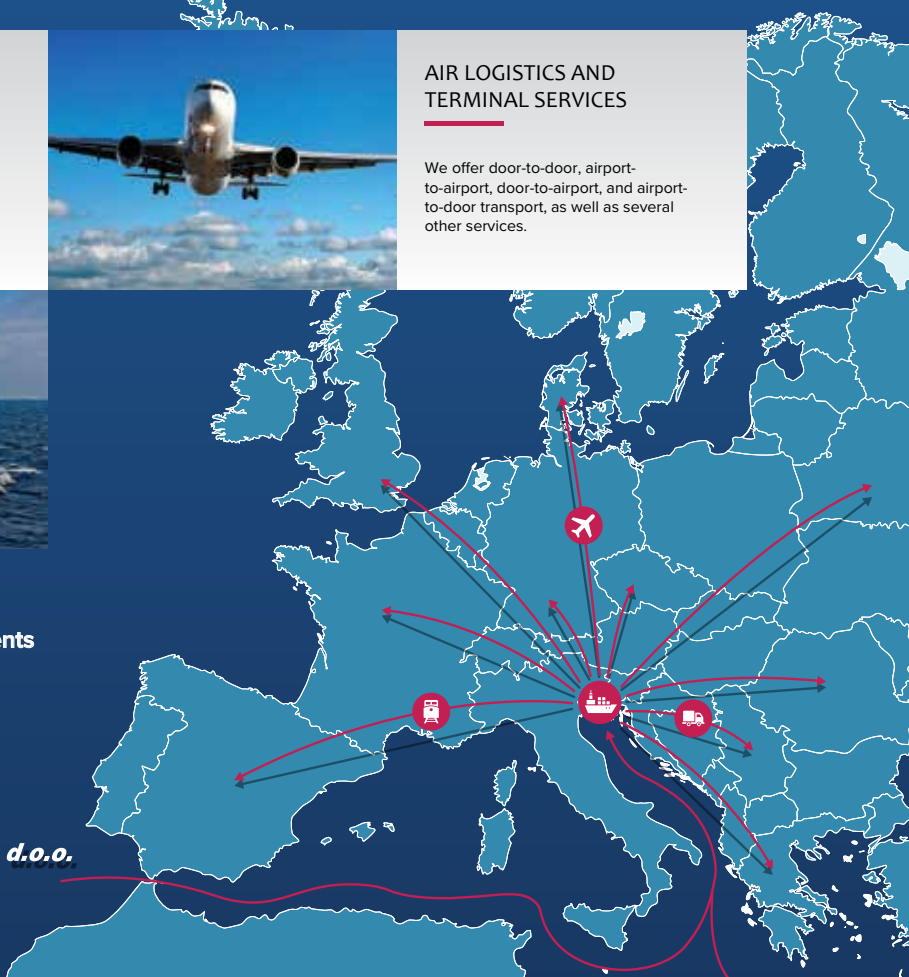 AIR LOGISTICS AND
TERMINAL SERVICES
We offer door-to-door, airport-
to-airport, door-to-airport, and airport-
to-door transport, as well as several
other services.
ents
d.o.o.